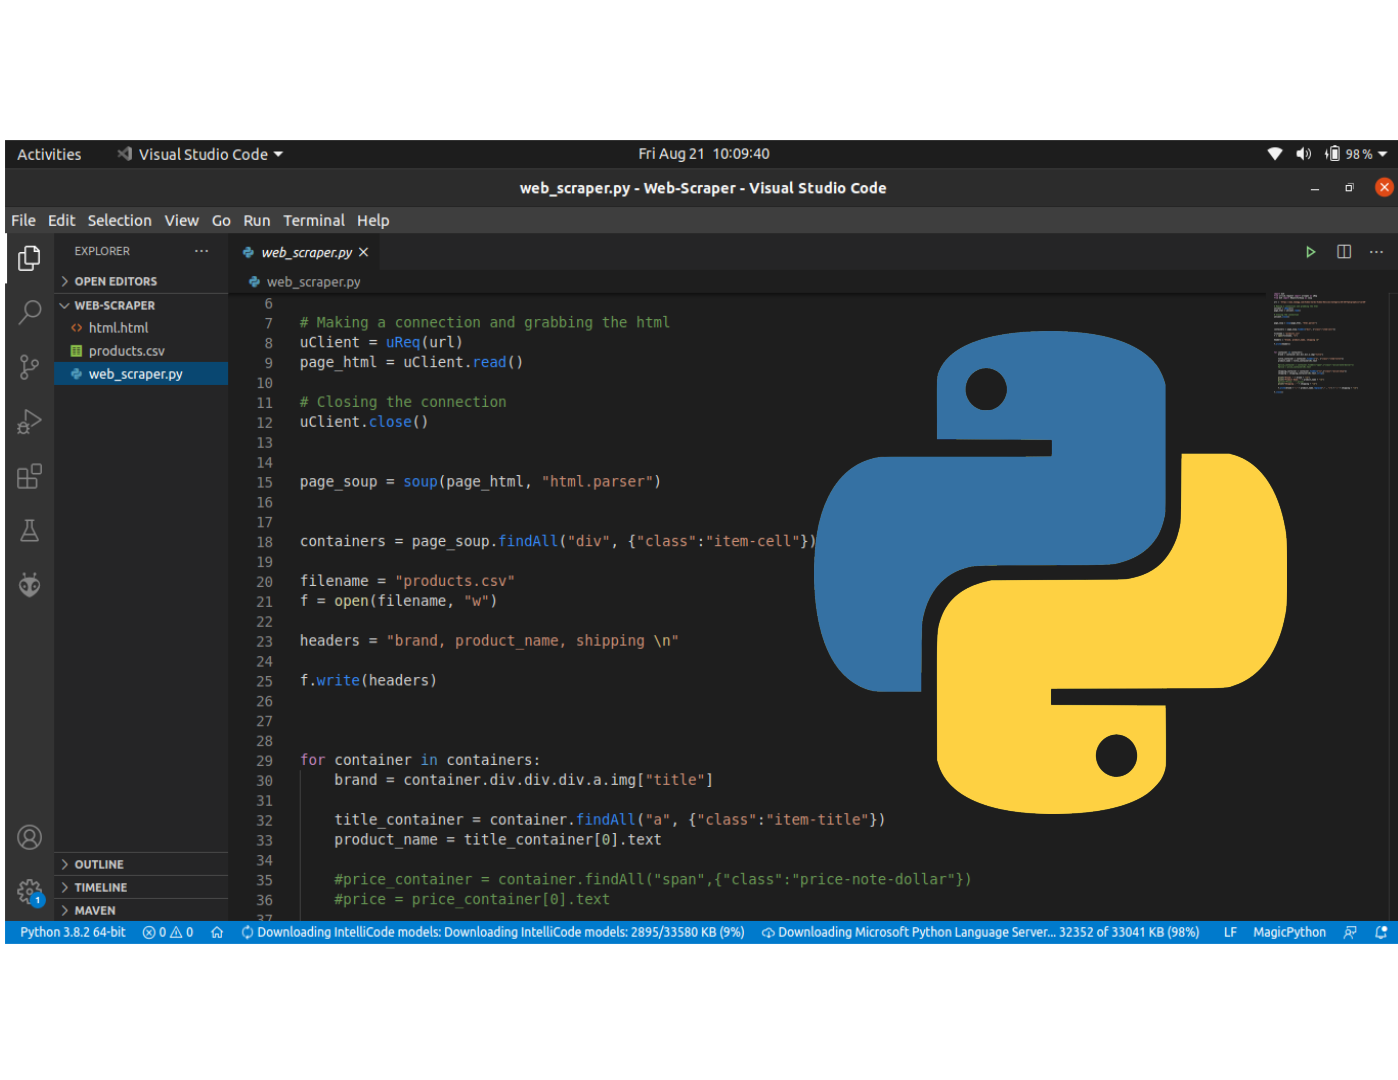 Activities Visual Studio Code Fri Aug 21 10:09:40 98 %
web_scraper.py - Web-Scraper - Visual Studio Code
File Edit Selection View Go Run Terminal Help
EXPLORER ···
OPEN EDITORS
WEB-SCRAPER
html.html
products.csv
web_scraper.py
OUTLINE
TIMELINE
MAVEN
1
web_scraper.py
web_scraper.py
6
7 # Making a connection and grabbing the html
8 uClient = uReq(url)
9 page_html = uClient.read()
10
11 # Closing the connection
12 uClient.close()
13
14
15 page_soup = soup(page_html, "html.parser")
16
17
18 containers = page_soup.findAll("div", {"class":"item-cell"})
19
20 filename = "products.csv"
21 f = open(filename, "w")
22
23 headers = "brand, product_name, shipping \n"
24
25 f.write(headers)
26
27
28
29 for container in containers:
30     brand = container.div.div.div.a.img["title"]
31
32     title_container = container.findAll("a", {"class":"item-title"})
33     product_name = title_container[0].text
34
35     #price_container = container.findAll("span",{"class":"price-note-dollar"})
36     #price = price_container[0].text
37
Python 3.8.2 64-bit 0 0 Downloading IntelliCode models: Downloading IntelliCode models: 2895/33580 KB (9%) Downloading Microsoft Python Language Server... 32352 of 33041 KB (98%) LF MagicPython